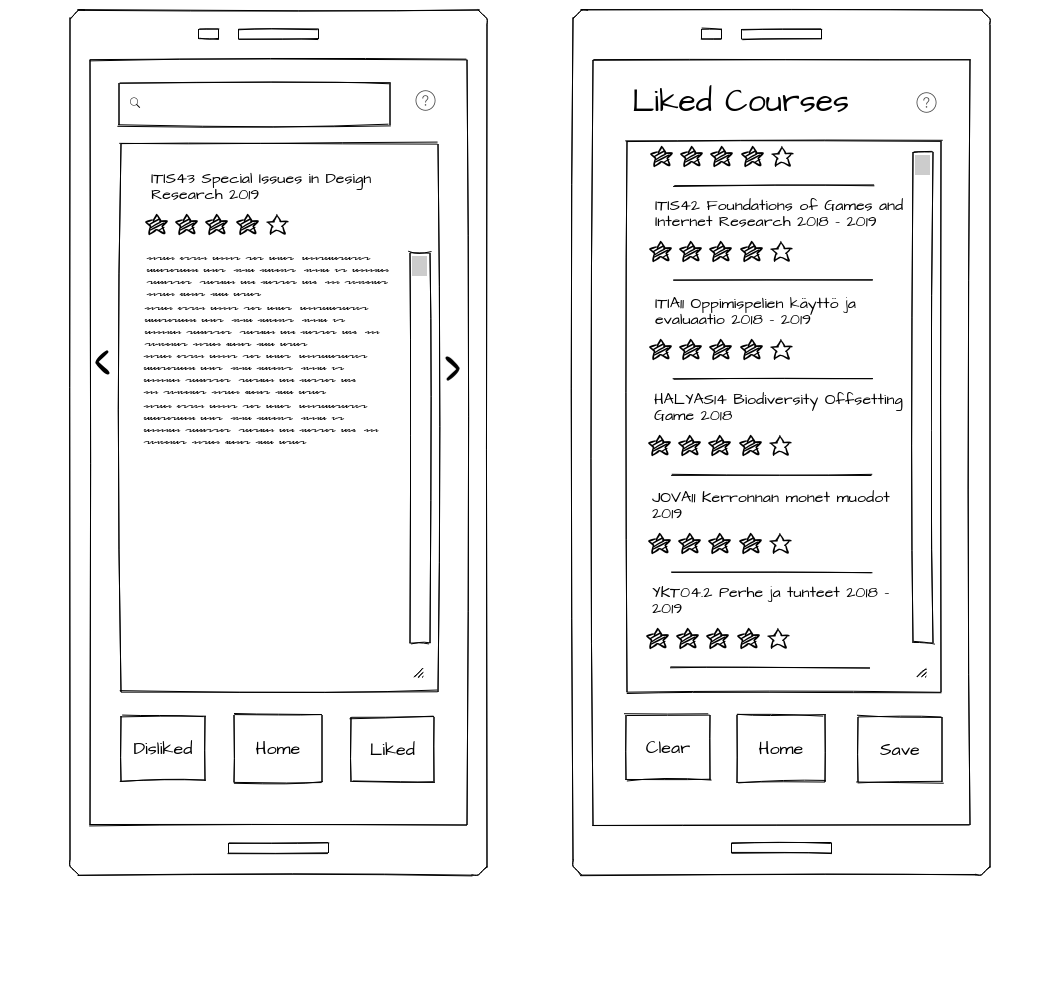 ?
ITIS43 Special Issues in Design
Research 2019
Disliked
Home
Liked
Liked Courses
?
ITIS42 Foundations of Games and
Internet Research 2018 - 2019
ITIA11 Oppimispelien käyttö ja
evaluaatio 2018 - 2019
HALYAS14 Biodiversity Offsetting
Game 2018
JOVA11 Kerronnan monet muodot
2019
YKT04.2 Perhe ja tunteet 2018 -
2019
Clear
Home
Save